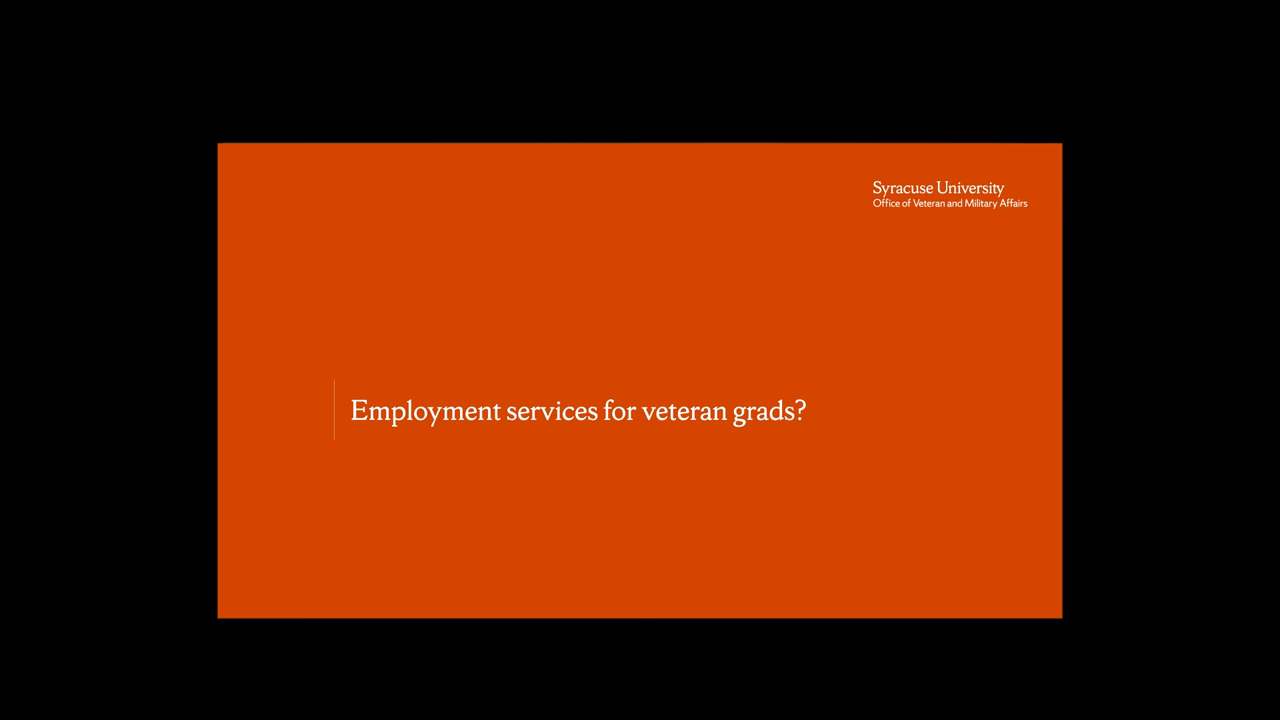 Syracuse University
Office of Veteran and Military Affairs
Employment services for veteran grads?